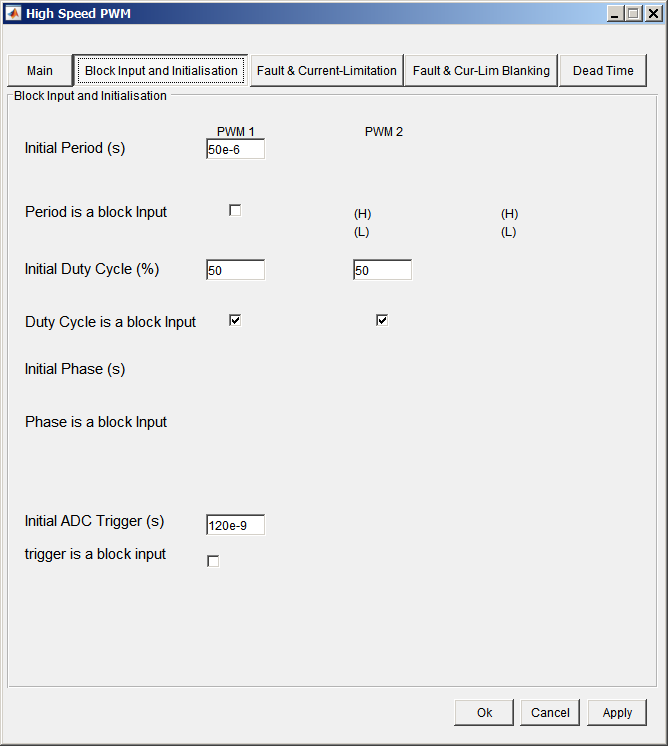 High Speed PWM
Main
Block Input and Initialisation
Fault & Current-Limitation
Fault & Cur-Lim Blanking
Dead Time
Block Input and Initialisation
PWM 1
PWM 2
Initial Period (s)
50e-6
Period is a block Input
(H)
(H)
(L)
(L)
Initial Duty Cycle (%)
50
50
Duty Cycle is a block Input
Initial Phase (s)
Phase is a block Input
Initial ADC Trigger (s)
120e-9
trigger is a block input
Ok
Cancel
Apply